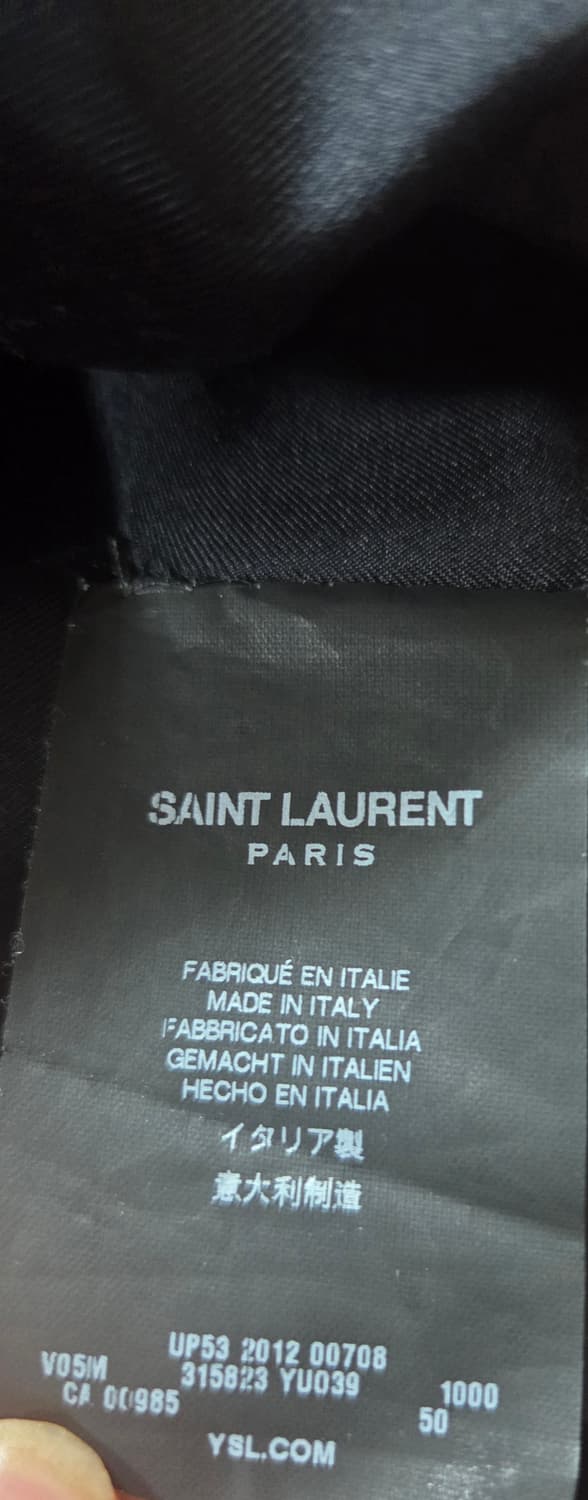 SAINT LAURENT
PARIS
FABRIQUÉ EN ITALIE
MADE IN ITALY
FABBRICATO IN ITALIA
GEMACHT IN ITALIEN
HECHO EN ITALIA
イタリア製
意大利制造
UP53 2012 00708
V05M 315823 YU039 1000
CA 00985 50
YSL.COM